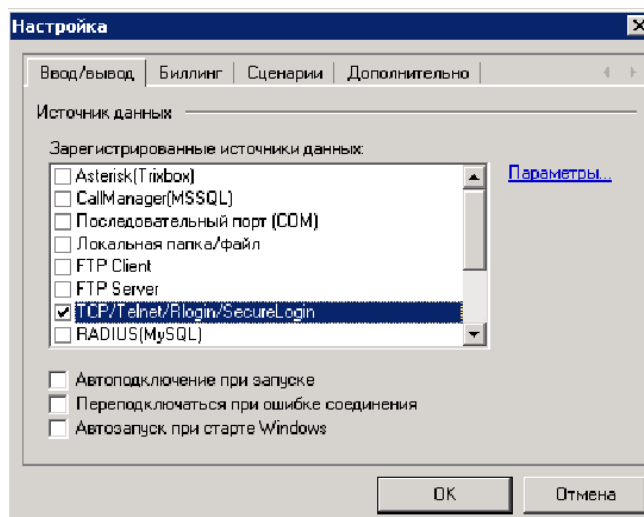 Настройка
Ввод/вывод Биллинг Сценарии Дополнительно
Источник данных
Зарегистрированные источники данных:
Asterisk(Trixbox)
Параметры...
CallManager(MSSQL)
Последовательный порт (COM)
Локальная папка/файл
FTP Client
FTP Server
TCP/Telnet/Rlogin/SecureLogin
RADIUS(MySQL)
Автоподключение при запуске
Переподключаться при ошибке соединения
Автозапуск при старте Windows
OK Отмена